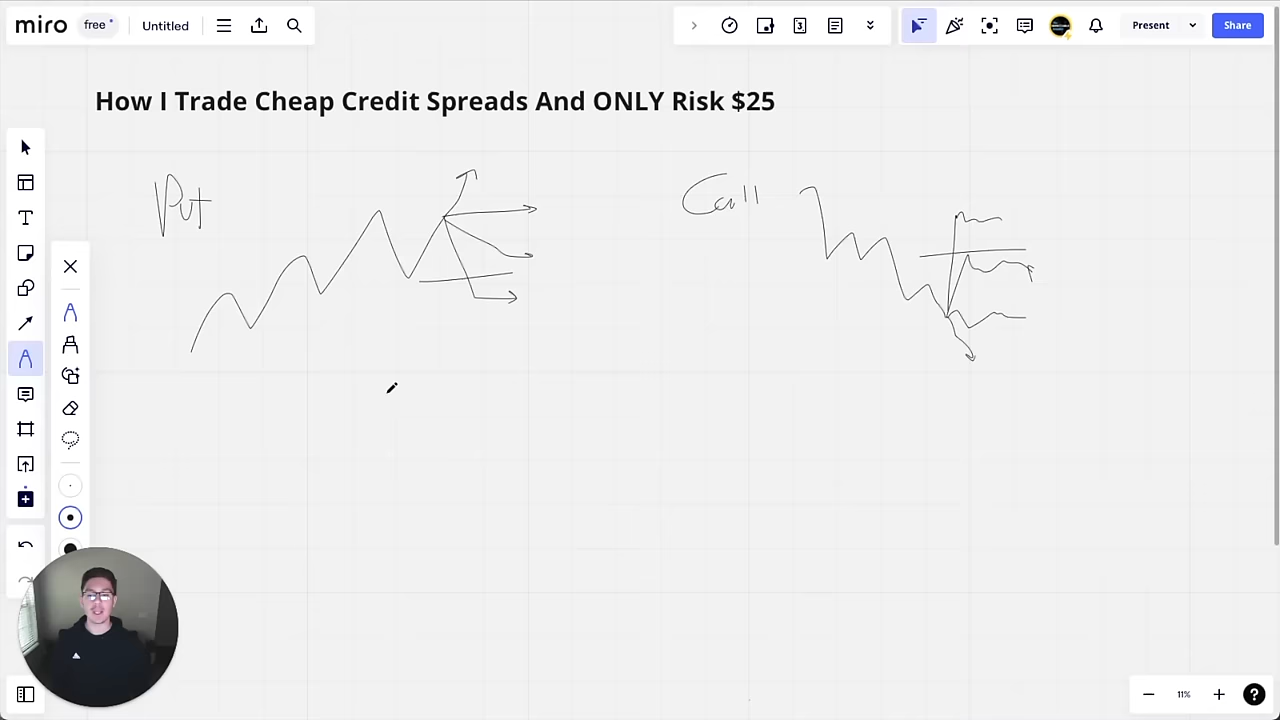 miro free Untitled Present Share
How I Trade Cheap Credit Spreads And ONLY Risk $25
Put Call
11%